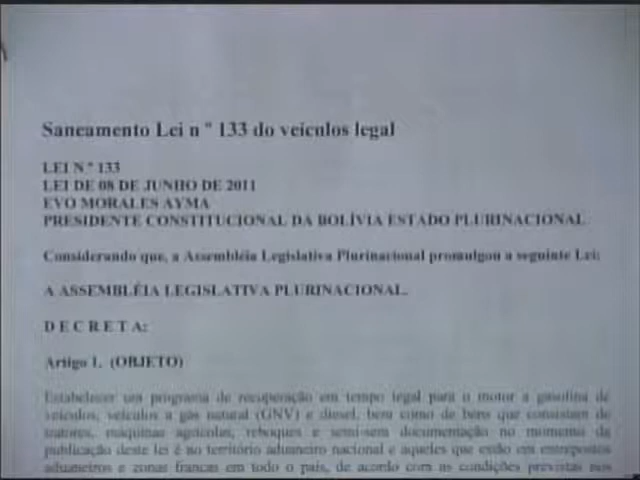 Saneamento Lei n º 133 do veículos legal
LEI N º 133
LEI DE 08 DE JUNHO DE 2011
EVO MORALES AYMA
PRESIDENTE CONSTITUCIONAL DA BOLÍVIA ESTADO PLURINACIONAL
Considerando que, a Assembléia Legislativa Plurinacional promulgou a seguinte Lei:
A ASSEMBLÉIA LEGISLATIVA PLURINACIONAL.
D E C R E T A:
Artigo 1. (OBJETO)
Estabelecer um programa de recuperação em tempo legal para o motor a gasolina de
veículos, veículos a gás natural (GNV) e diesel, bem como de bens que consistam de
tratores, máquinas agrícolas, reboques e semi-sem documentação no momento da
publicação deste lei é no território aduaneiro nacional e aqueles que estão em entrepostos
aduaneiros e zonas francas em todo o país, de acordo com as condições previstas nos